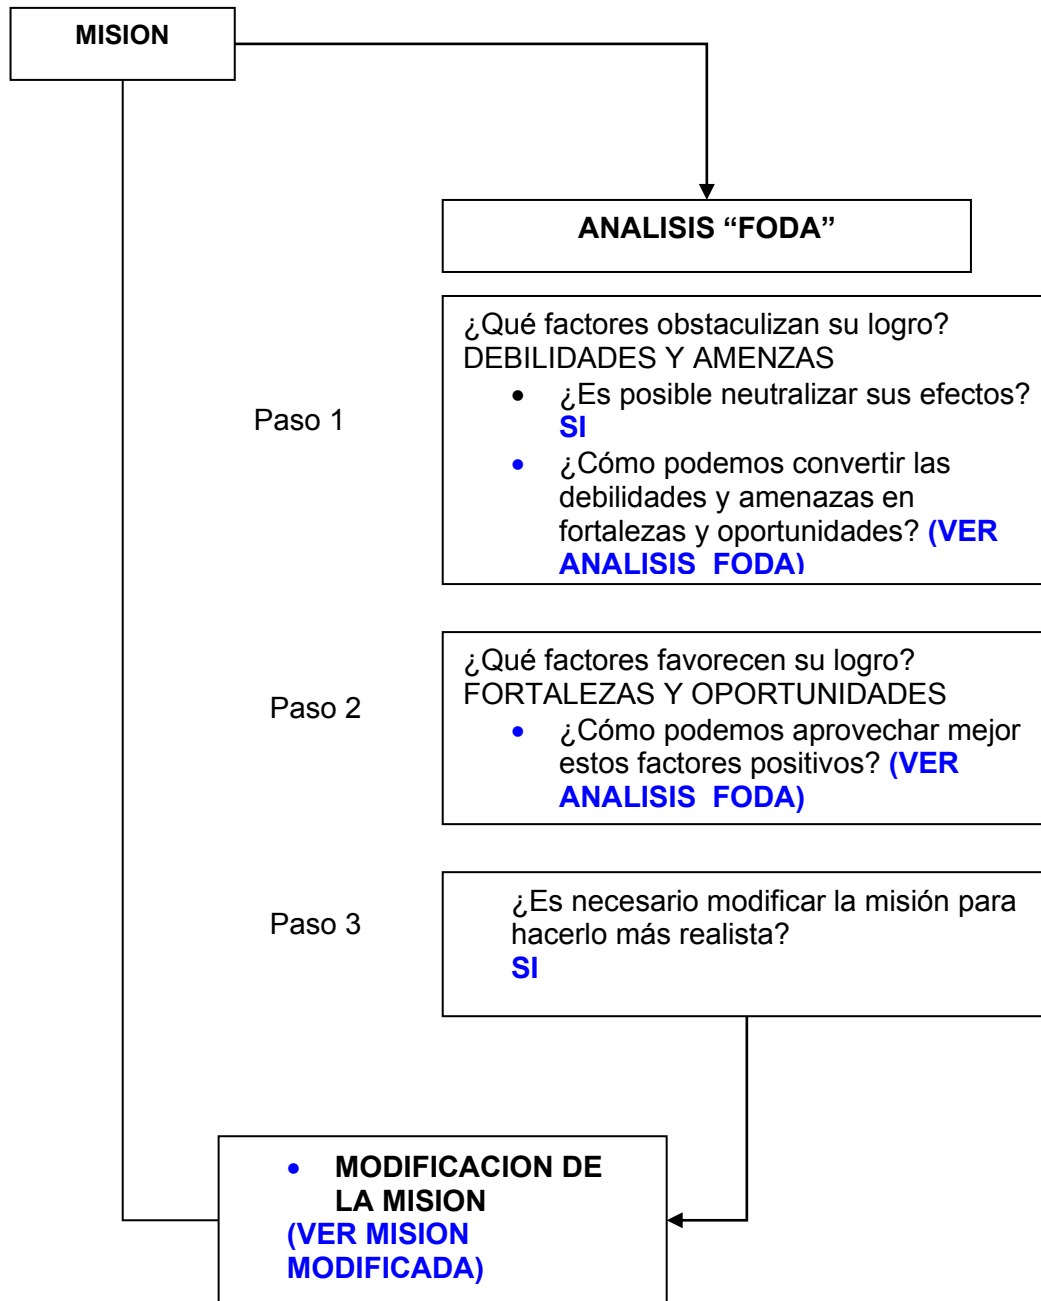 MISION
ANALISIS “FODA”
Paso 1
¿Qué factores obstaculizan su logro?
DEBILIDADES Y AMENZAS
• ¿Es posible neutralizar sus efectos?
SI
• ¿Cómo podemos convertir las
debilidades y amenazas en
fortalezas y oportunidades? (VER
ANALISIS FODA)
Paso 2
¿Qué factores favorecen su logro?
FORTALEZAS Y OPORTUNIDADES
• ¿Cómo podemos aprovechar mejor
estos factores positivos? (VER
ANALISIS FODA)
Paso 3
¿Es necesario modificar la misión para
hacerlo más realista?
SI
• MODIFICACION DE
LA MISION
(VER MISION
MODIFICADA)